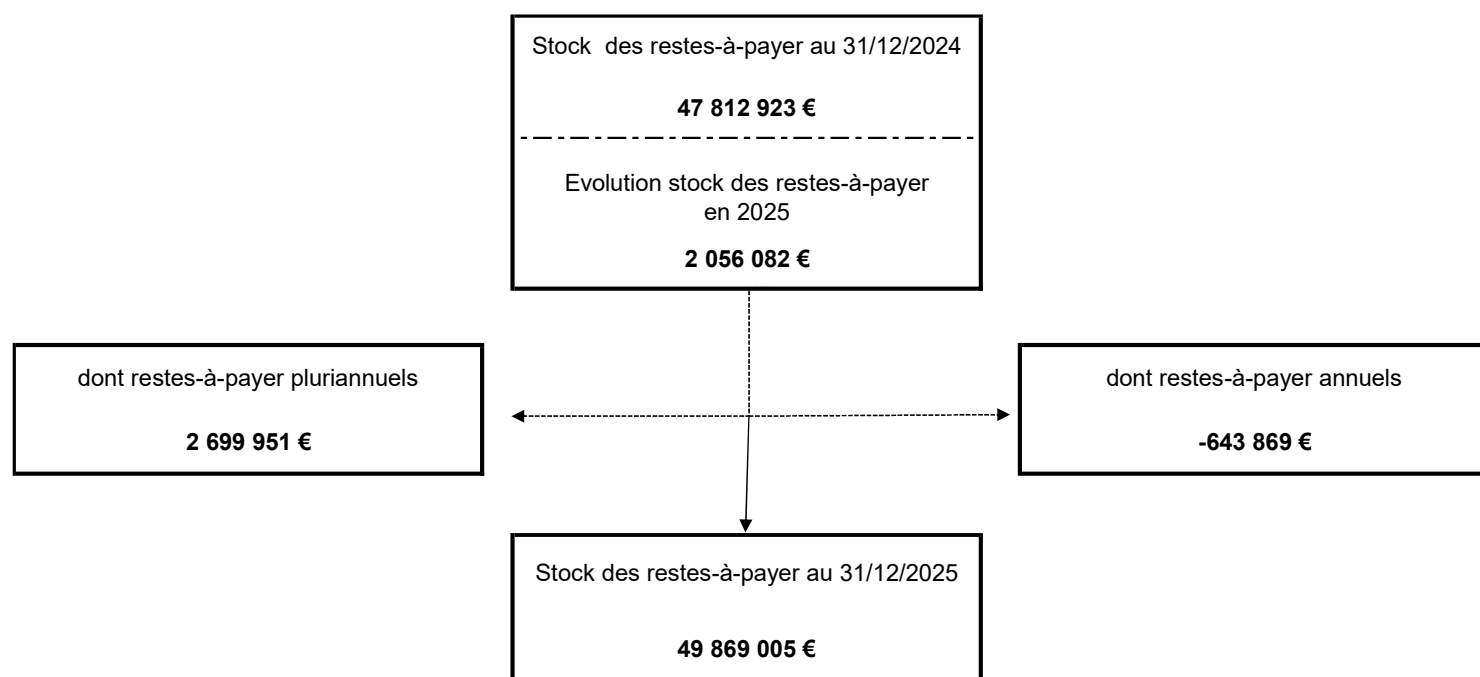 Stock  des restes-à-payer au 31/12/2024
47 812 923 €
Evolution stock des restes-à-payer
en 2025
2 056 082 €
dont restes-à-payer pluriannuels
2 699 951 €
dont restes-à-payer annuels
-643 869 €
Stock des restes-à-payer au 31/12/2025
49 869 005 €